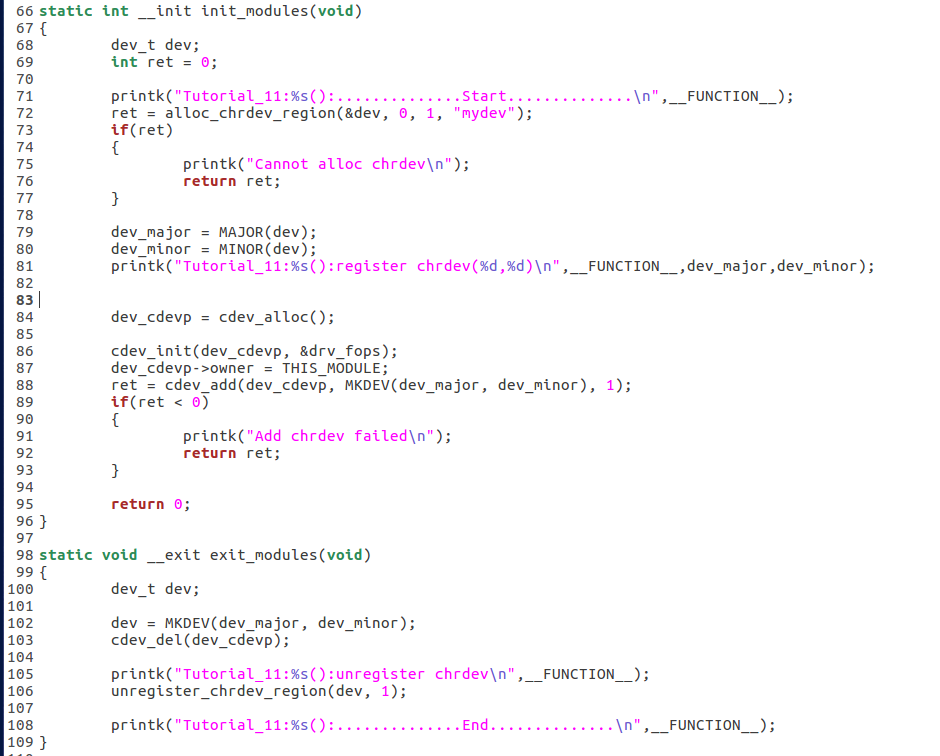 66 static int __init init_modules(void)
67 {
68         dev_t dev;
69         int ret = 0;
70
71         printk("Tutorial_11:%s():..............Start..............\n",__FUNCTION__);
72         ret = alloc_chrdev_region(&dev, 0, 1, "mydev");
73         if(ret)
74         {
75                 printk("Cannot alloc chrdev\n");
76                 return ret;
77         }
78
79         dev_major = MAJOR(dev);
80         dev_minor = MINOR(dev);
81         printk("Tutorial_11:%s():register chrdev(%d,%d)\n",__FUNCTION__,dev_major,dev_minor);
82
83
84         dev_cdevp = cdev_alloc();
85
86         cdev_init(dev_cdevp, &drv_fops);
87         dev_cdevp->owner = THIS_MODULE;
88         ret = cdev_add(dev_cdevp, MKDEV(dev_major, dev_minor), 1);
89         if(ret < 0)
90         {
91                 printk("Add chrdev failed\n");
92                 return ret;
93         }
94
95         return 0;
96 }
97
98 static void __exit exit_modules(void)
99 {
100         dev_t dev;
101
102         dev = MKDEV(dev_major, dev_minor);
103         cdev_del(dev_cdevp);
104
105         printk("Tutorial_11:%s():unregister chrdev\n",__FUNCTION__);
106         unregister_chrdev_region(dev, 1);
107
108         printk("Tutorial_11:%s():..............End..............\n",__FUNCTION__);
109 }